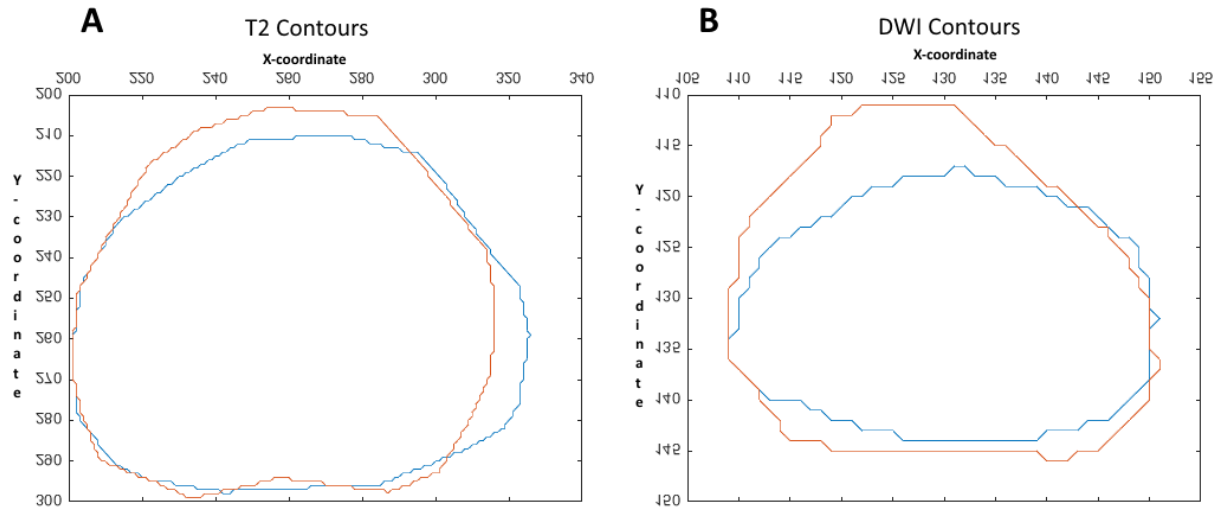 A
T2 Contours
X-coordinate
200 220 240 260 280 300 320 340
200
210
220
230
240
250
260
270
280
290
300
Y
-
c
o
o
r
d
i
n
a
t
e
B
DWI Contours
X-coordinate
105 110 115 120 125 130 135 140 145 150 155
110
115
120
125
130
135
140
145
150
Y
-
c
o
o
r
d
i
n
a
t
e